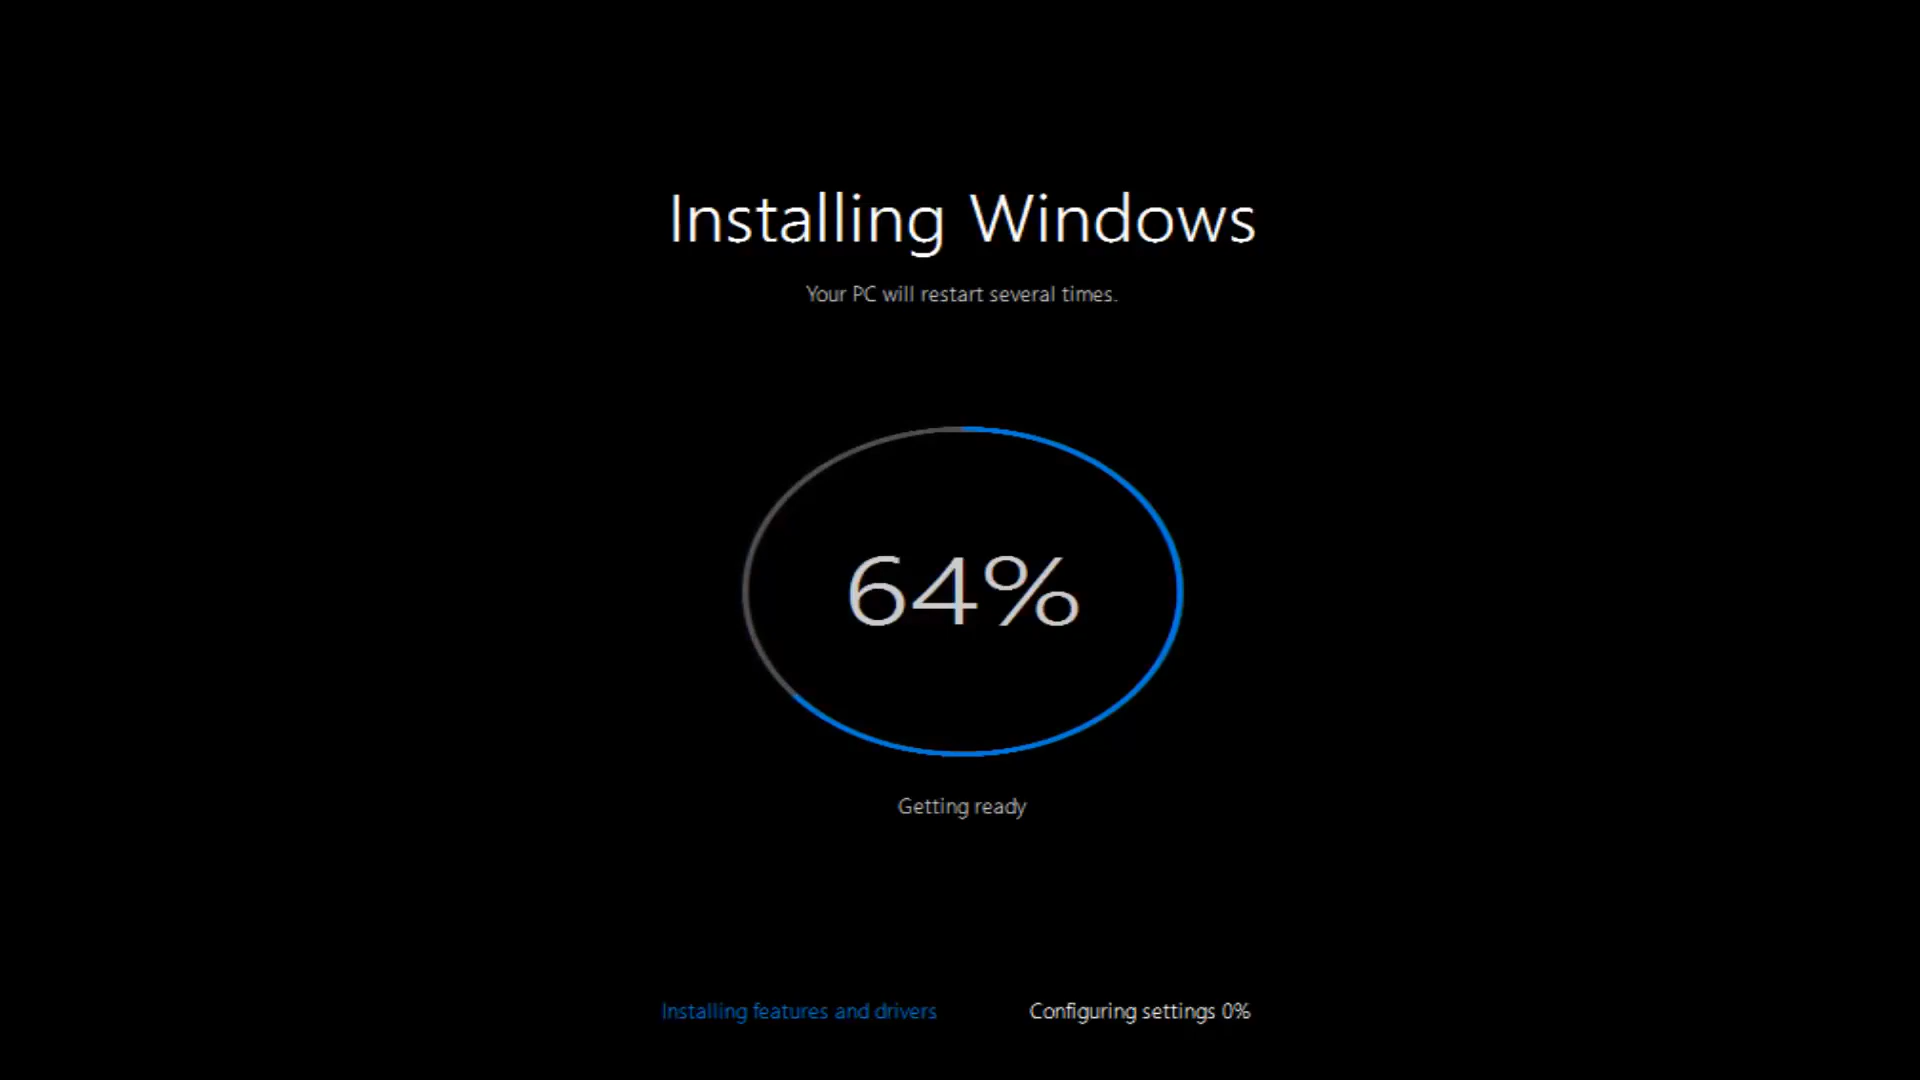 Installing Windows
Your PC will restart several times.
64%
Getting ready
Installing features and drivers
Configuring settings 0%